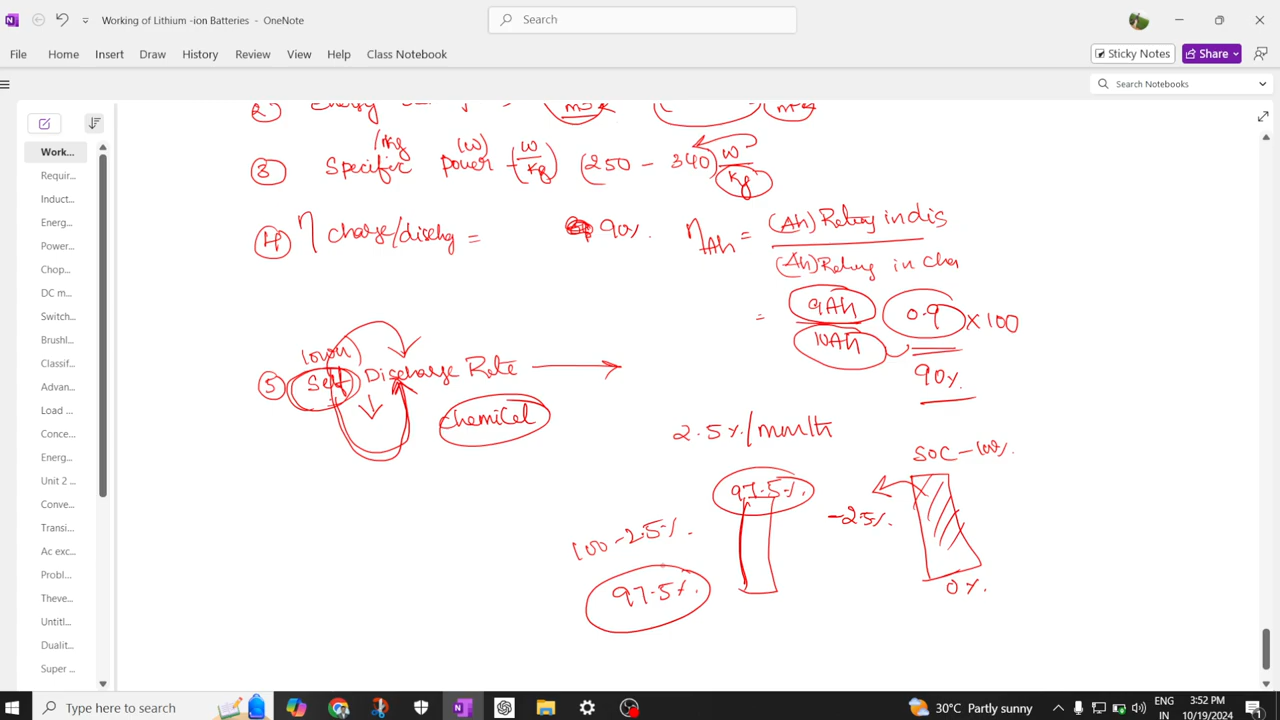 Working of Lithium -ion Batteries - OneNote
Search
File Home Insert Draw History Review View Help Class Notebook
Sticky Notes
Share
Search Notebooks
Work...
Requir...
Induct...
Energ...
Power...
Chop...
DC m...
Switch...
Brushl...
Classif...
Advan...
Load ...
Conce...
Energ...
Unit 2 ...
Conve...
Transi...
Ac exc...
Probl...
Theve...
Untitl...
Dualit...
Super ...
② Energy
/kg (W)
③ Specific power - (W/kg) (250 - 340) W/kg
④ η charge/dischg = 90%.
ηAh = (Ah) Rating in dis
(Ah) Rating in char
= 9Ah
10Ah
0.9 × 100
90%.
⑤ Self Discharge Rate →
chemical
2.5%/month
SOC - 100%.
97.5%.
-2.5%.
100 - 2.5%.
97.5%.
0%.
Type here to search
30°C Partly sunny
ENG
IN
3:52 PM
10/19/2024